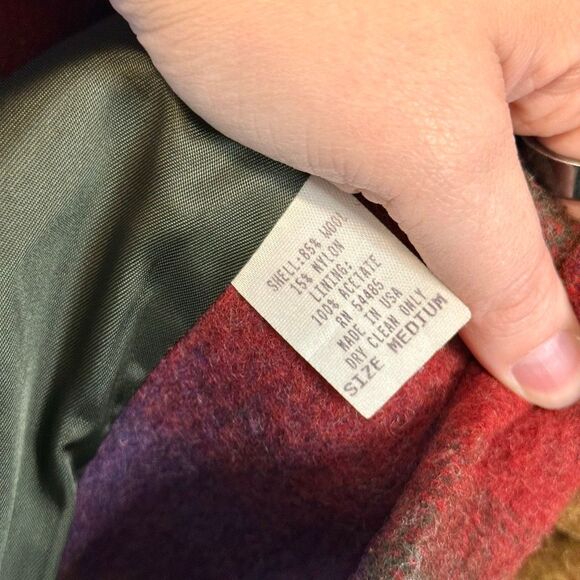 SHELL:85% WOOL
15% NYLON
LINING:
100% ACETATE
RN 54485
MADE IN USA
DRY CLEAN ONLY
SIZE MEDIUM